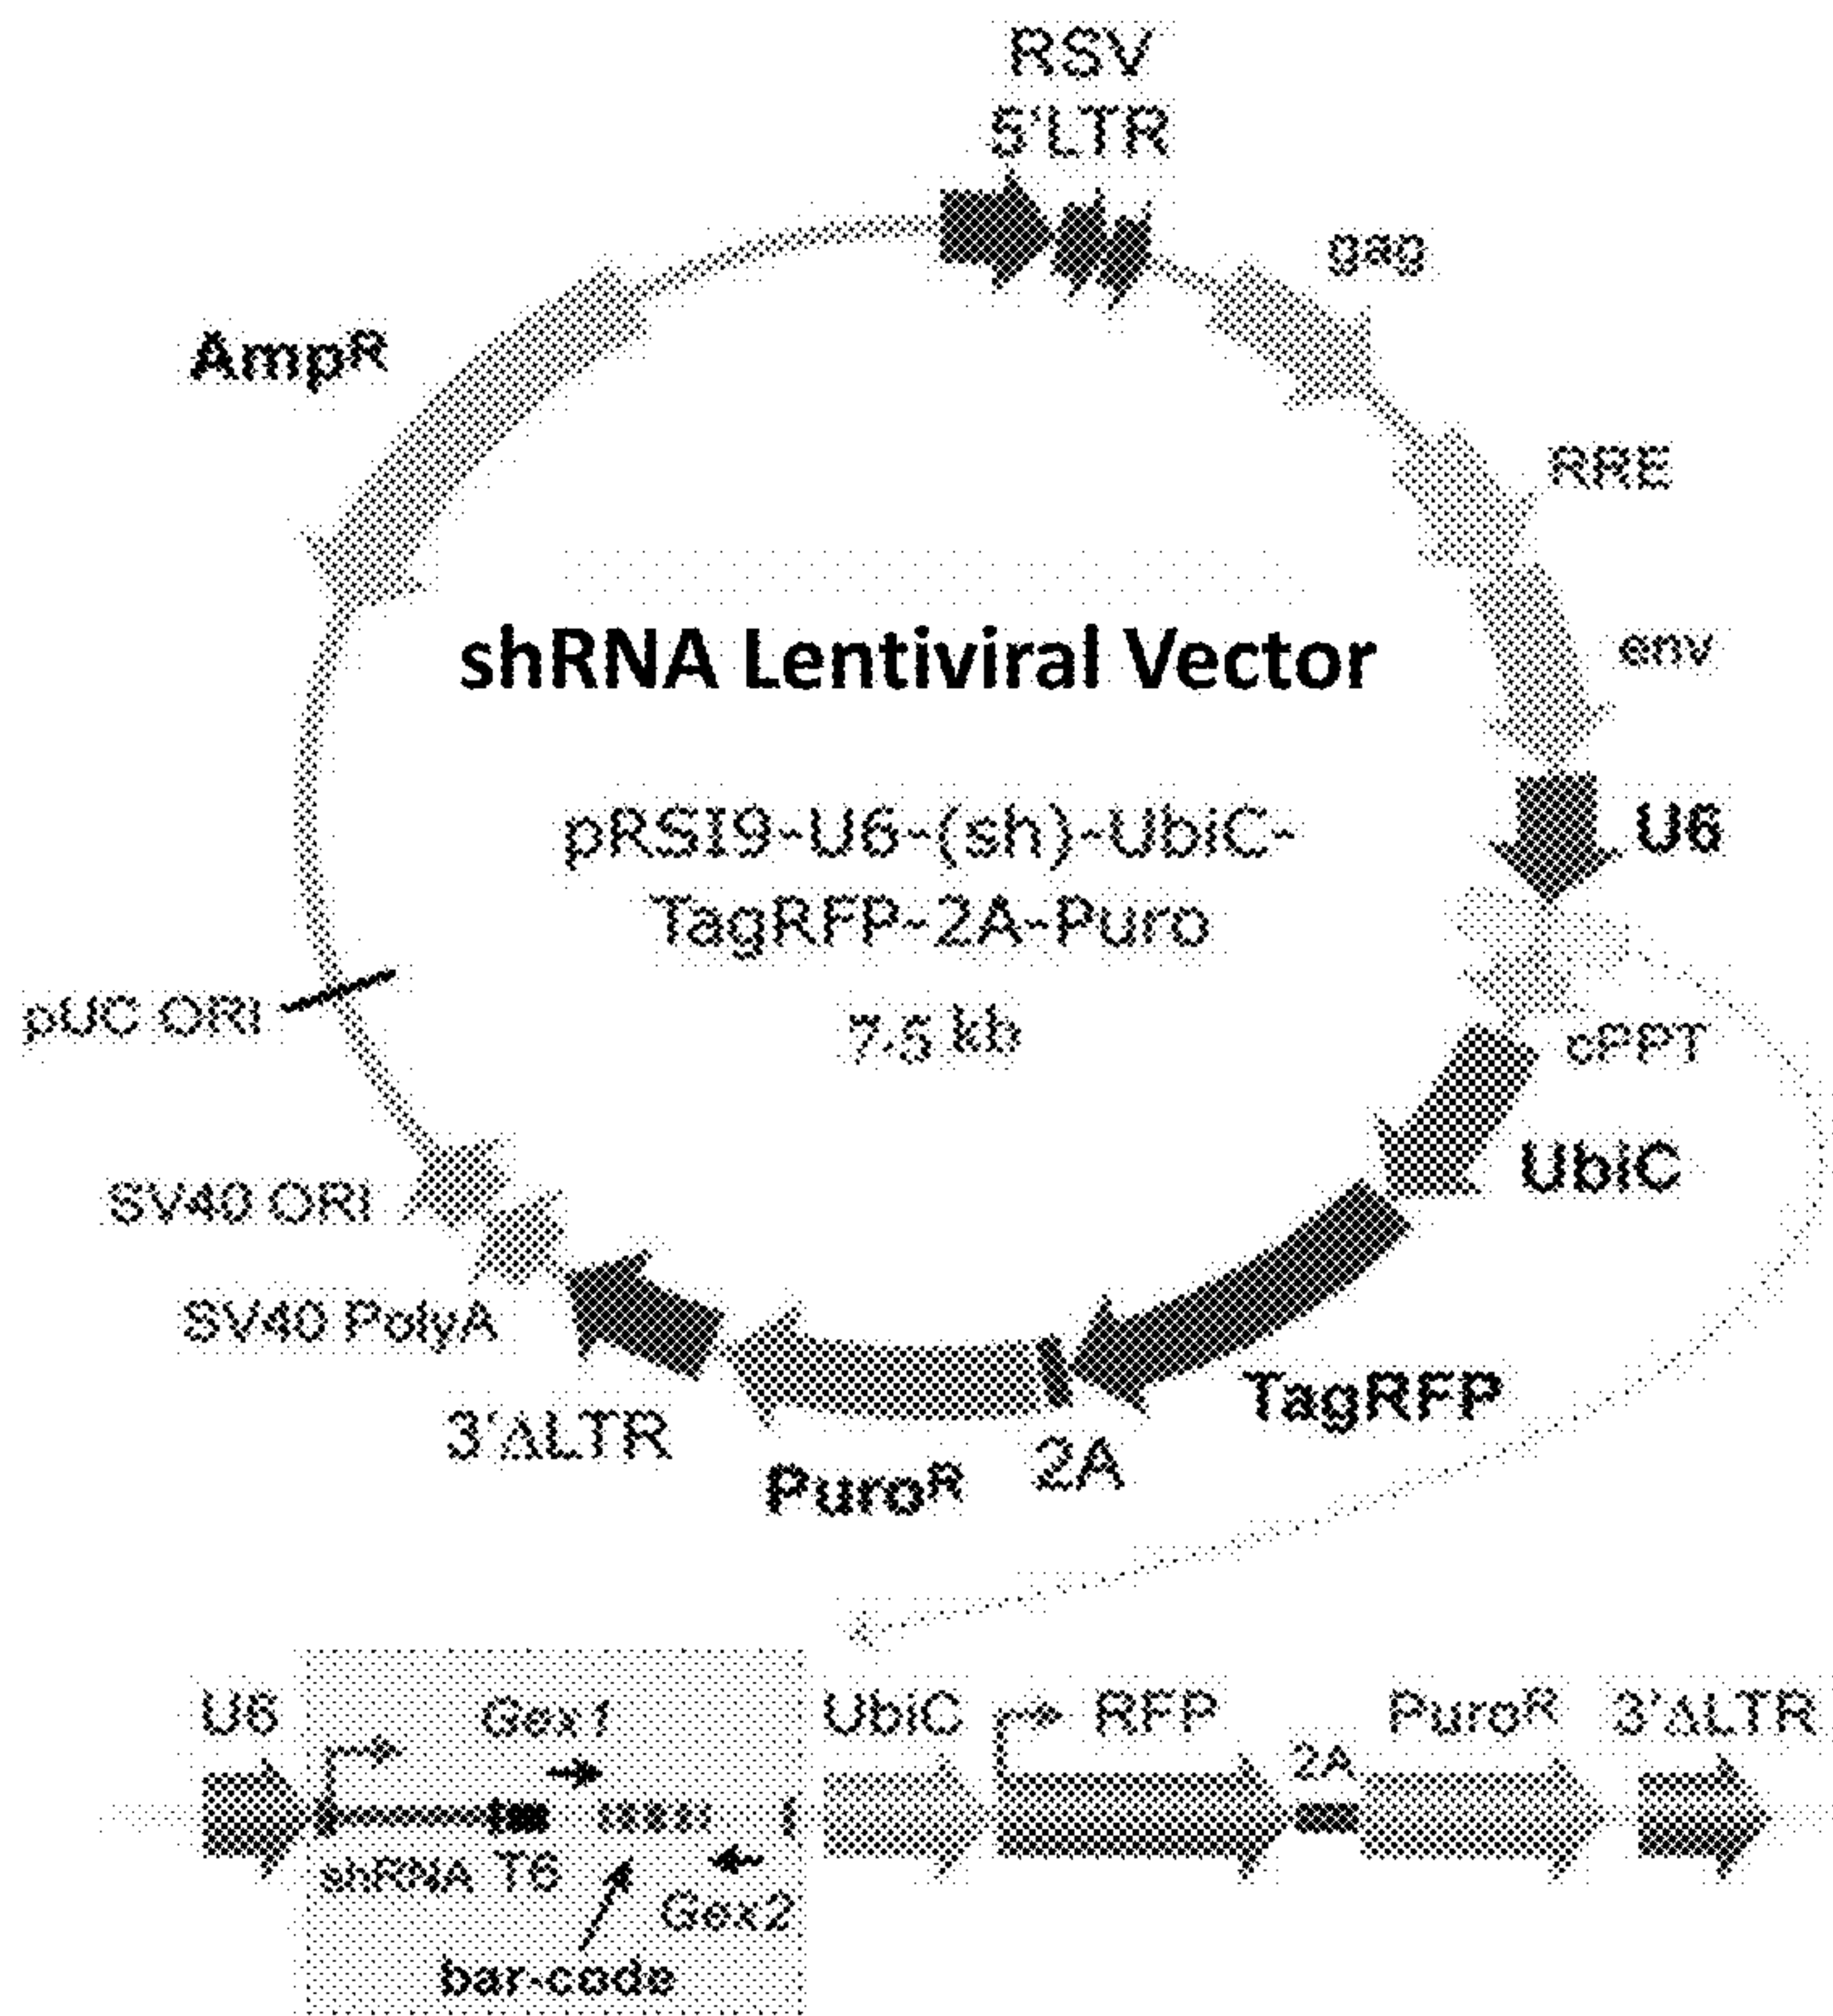 RSV
5'LTR
gag
AmpR
RRE
shRNA Lentiviral Vector
env
pRSI9-U6-(sh)-UbiC-
TagRFP-2A-Puro
7.5 kb
U6
pUC ORI
cPPT
UbiC
SV40 ORI
SV40 PolyA
TagRFP
3'ΔLTR
2A
PuroR
U6
Gex1
UbiC
RFP
2A
PuroR
3'ΔLTR
shRNA T6
Gex2
bar-code